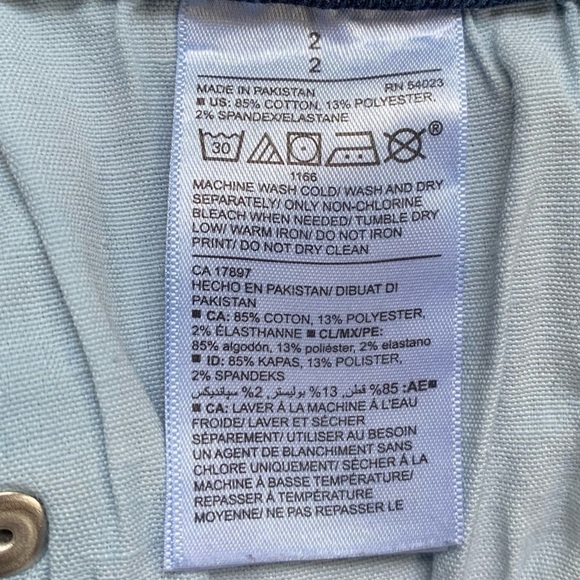 2
2
MADE IN PAKISTAN RN 54023
■ US: 85% COTTON, 13% POLYESTER,
2% SPANDEX/ELASTANE
30 ®
1166
MACHINE WASH COLD/ WASH AND DRY
SEPARATELY/ ONLY NON-CHLORINE
BLEACH WHEN NEEDED/ TUMBLE DRY
LOW/ WARM IRON/ DO NOT IRON
PRINT/ DO NOT DRY CLEAN
CA 17897
HECHO EN PAKISTAN/ DIBUAT DI
PAKISTAN
■ CA: 85% COTON, 13% POLYESTER,
2% ÉLASTHANNE ■ CL/MX/PE:
85% algodón, 13% poliéster, 2% elastano
■ ID: 85% KAPAS, 13% POLISTER,
2% SPANDEKS
■AE: 85% قطن, 13% بوليستر, 2% سباندیکس
■ CA: LAVER À LA MACHINE À L'EAU
FROIDE/ LAVER ET SÉCHER
SÉPAREMENT/ UTILISER AU BESOIN
UN AGENT DE BLANCHIMENT SANS
CHLORE UNIQUEMENT/ SÉCHER À LA
MACHINE À BASSE TEMPÉRATURE/
REPASSER À TEMPÉRATURE
MOYENNE/ NE PAS REPASSER LE